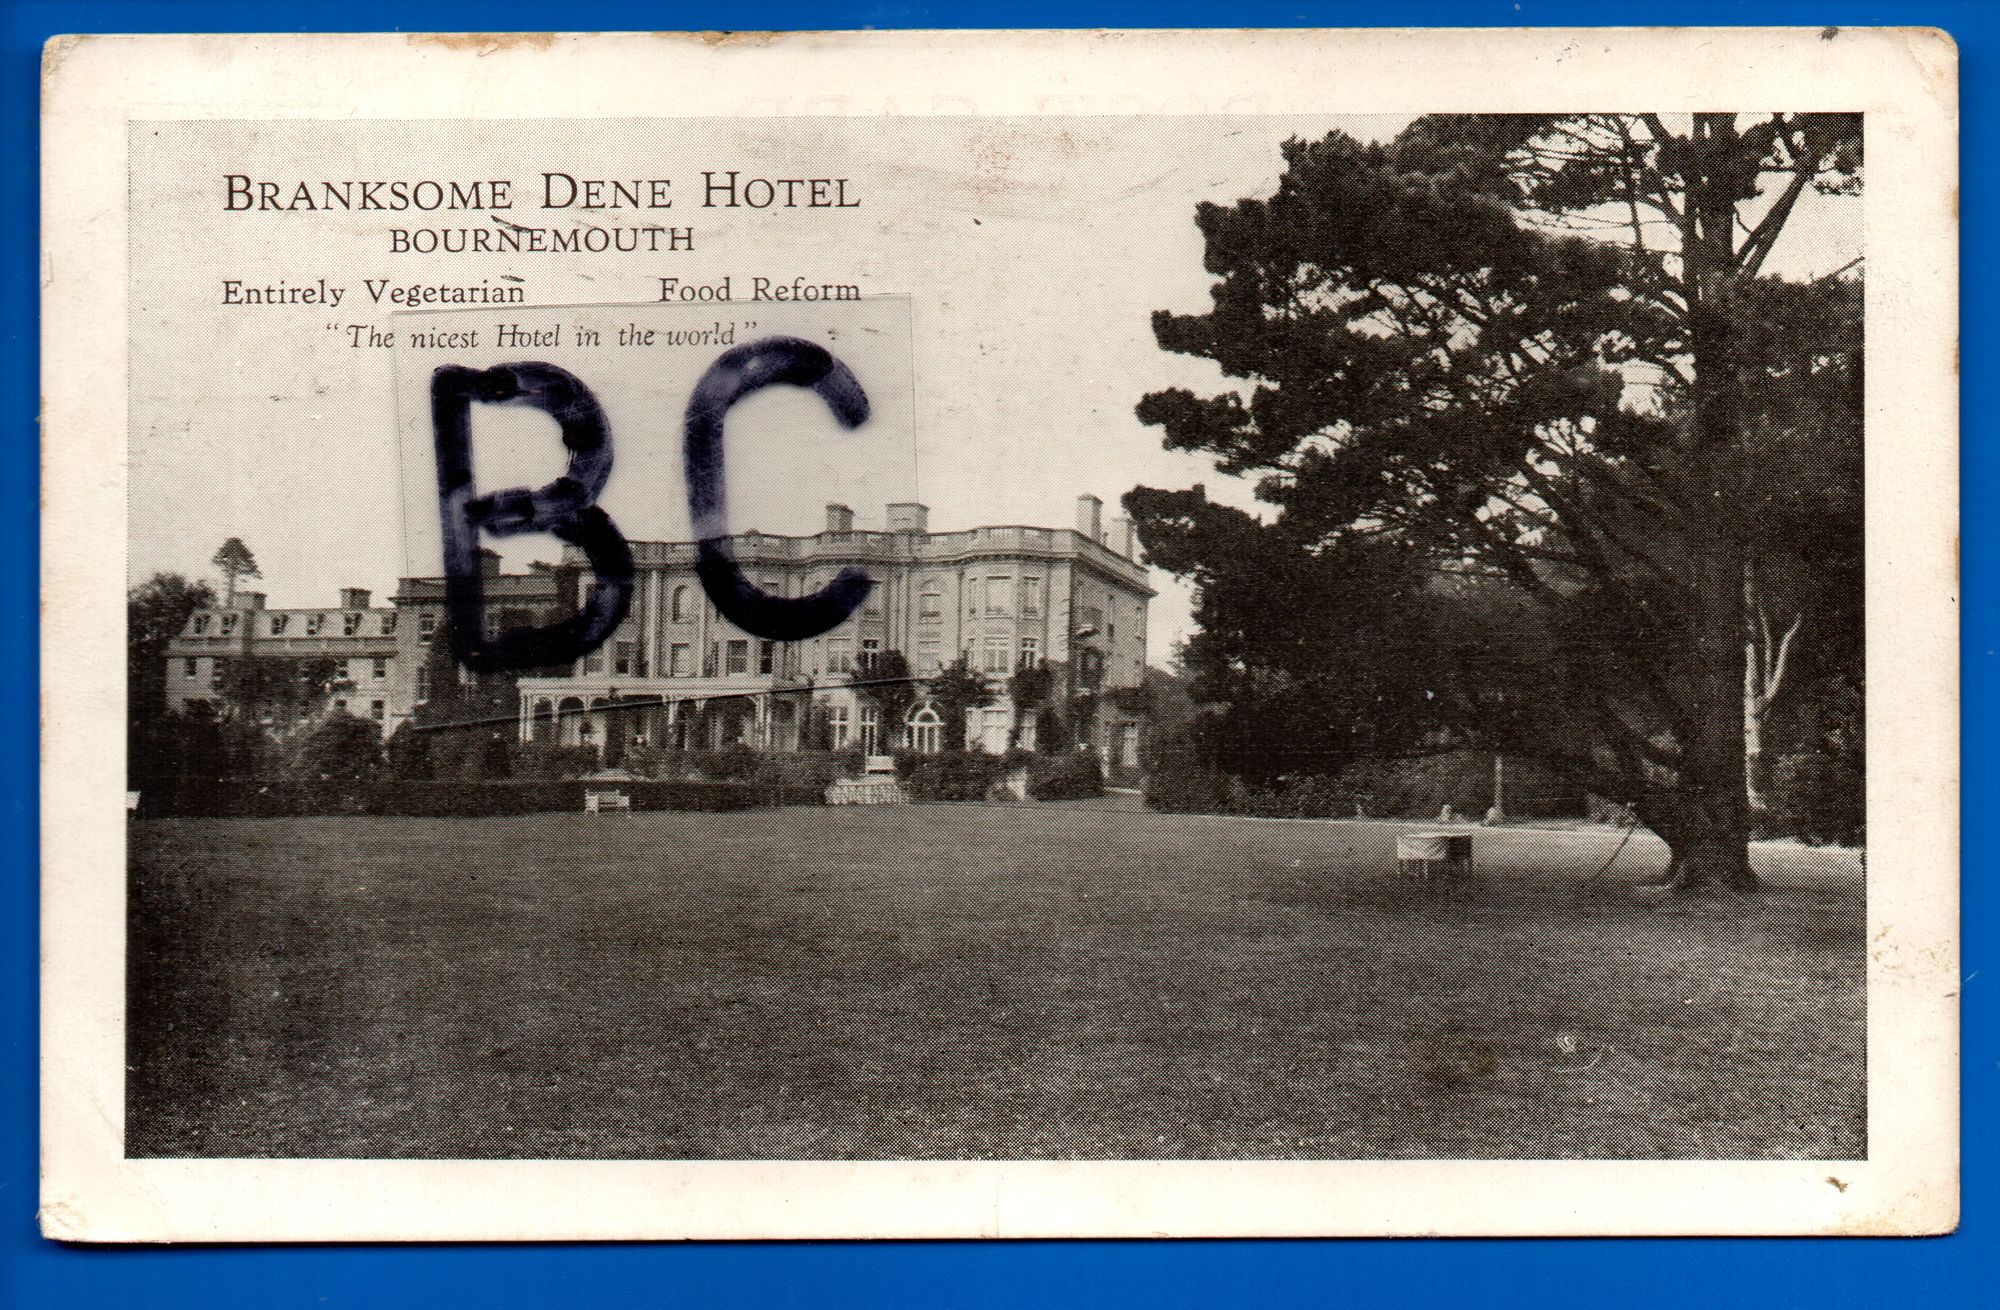 BRANKSOME DENE HOTEL
BOURNEMOUTH
Entirely Vegetarian Food Reform
"The nicest Hotel in the world"
BC